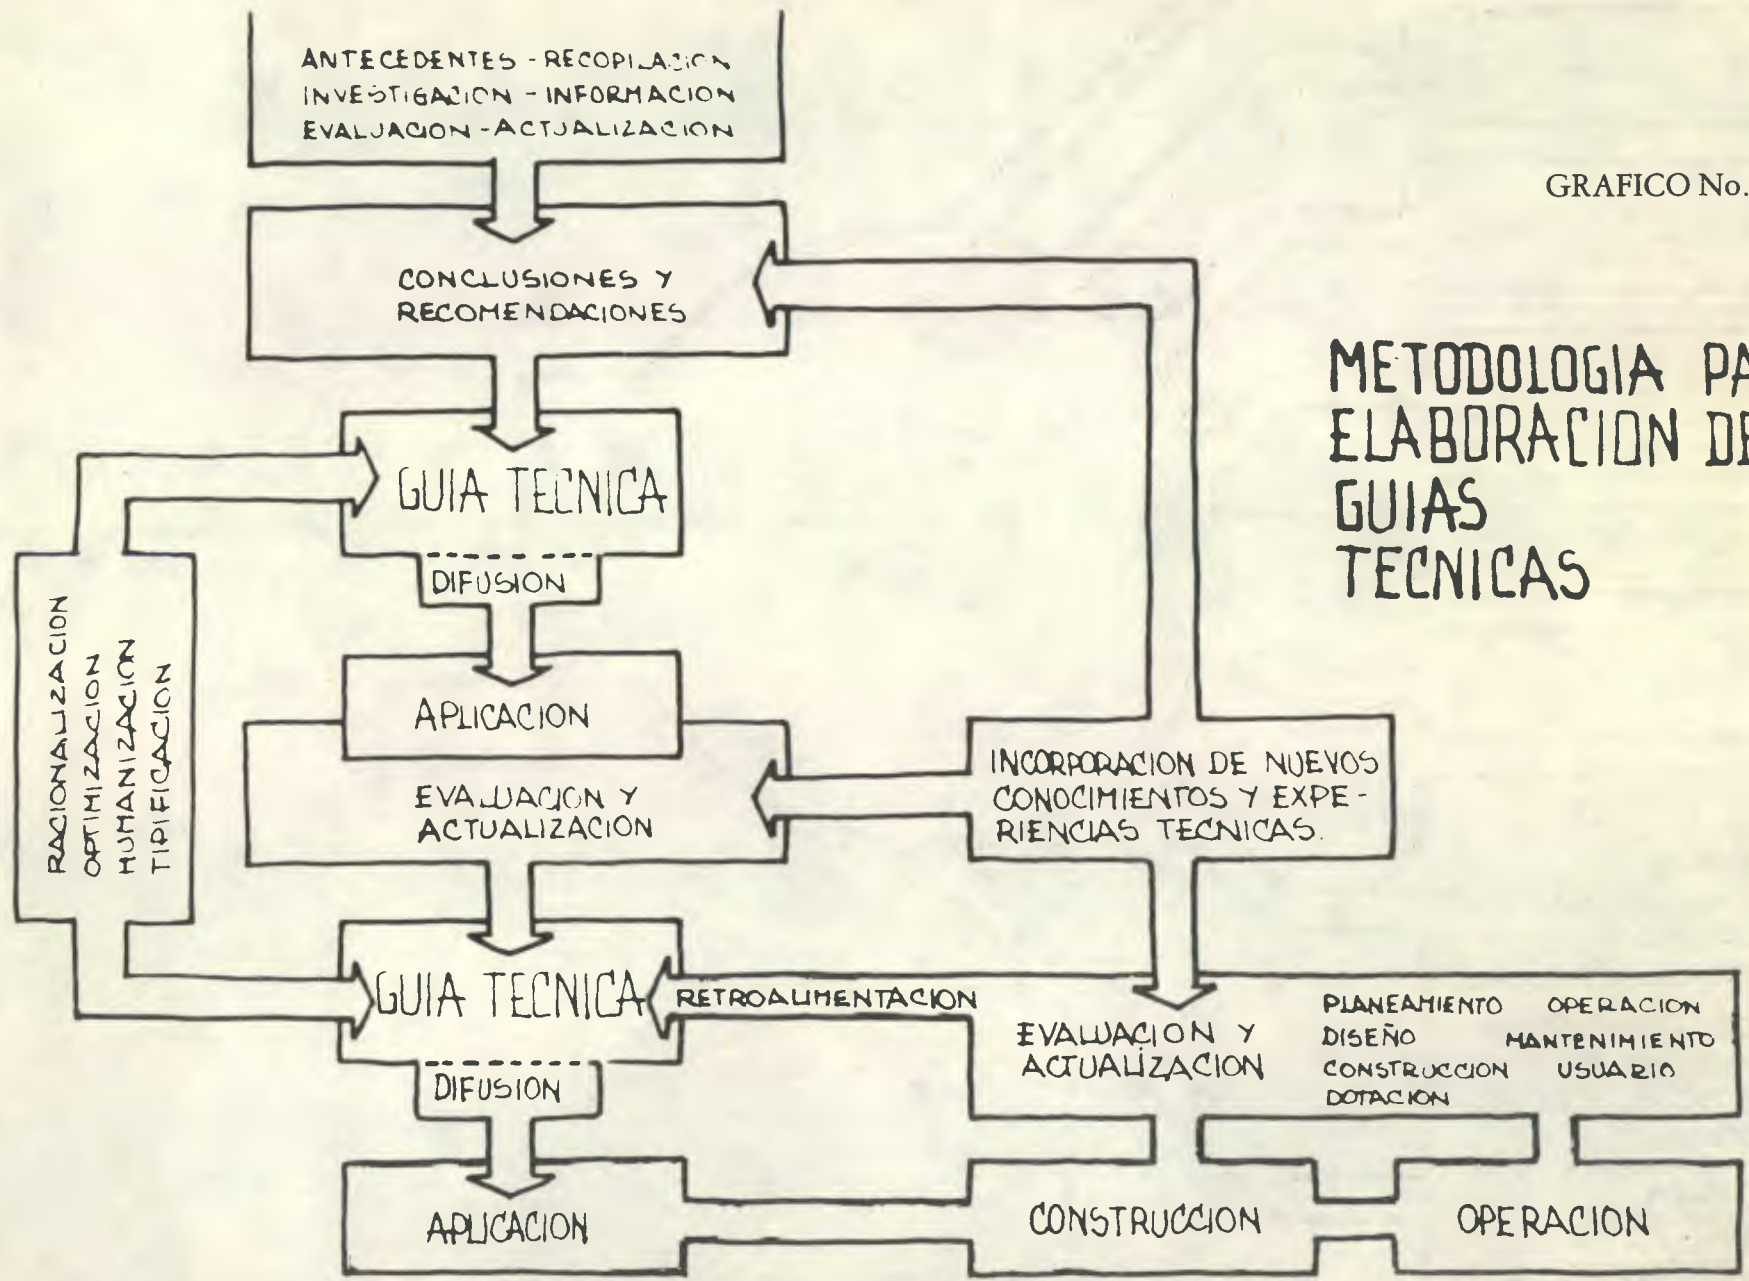 ANTECEDENTES - RECOPILACION
INVESTIGACION - INFORMACION
EVALUACION - ACTUALIZACION
GRAFICO No.
CONCLUSIONES Y
RECOMENDACIONES
METODOLOGIA PA
ELABORACION DE
GUIAS
TECNICAS
GUIA TECNICA
DIFUSION
RACIONALIZACION
OPTIMIZACION
HUMANIZACION
TIPIFICACION
APLICACION
EVALUACION Y
ACTUALIZACION
INCORPORACION DE NUEVOS
CONOCIMIENTOS Y EXPE-
RIENCIAS TECNICAS.
GUIA TECNICA
RETROALIMENTACION
EVALUACION Y
ACTUALIZACION
PLANEAMIENTO OPERACION
DISEÑO MANTENIMIENTO
CONSTRUCCION USUARIO
DOTACION
DIFUSION
APLICACION
CONSTRUCCION
OPERACION